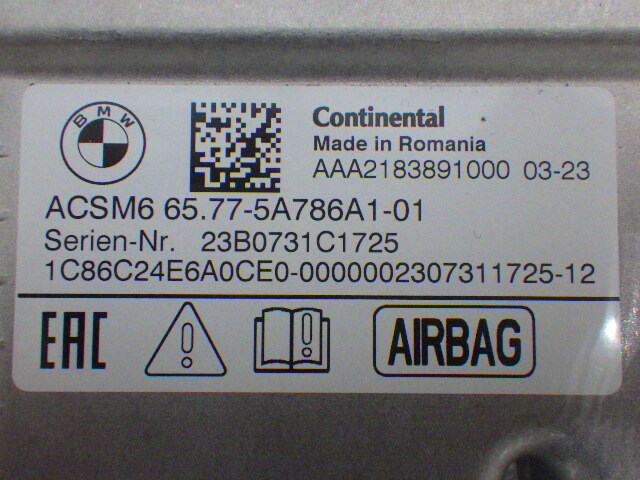 BMW
Continental
Made in Romania
AAA2183891000 03-23
ACSM6 65.77-5A786A1-01
Serien-Nr. 23B0731C1725
1C86C24E6A0CE0-0000002307311725-12
EAC
AIRBAG